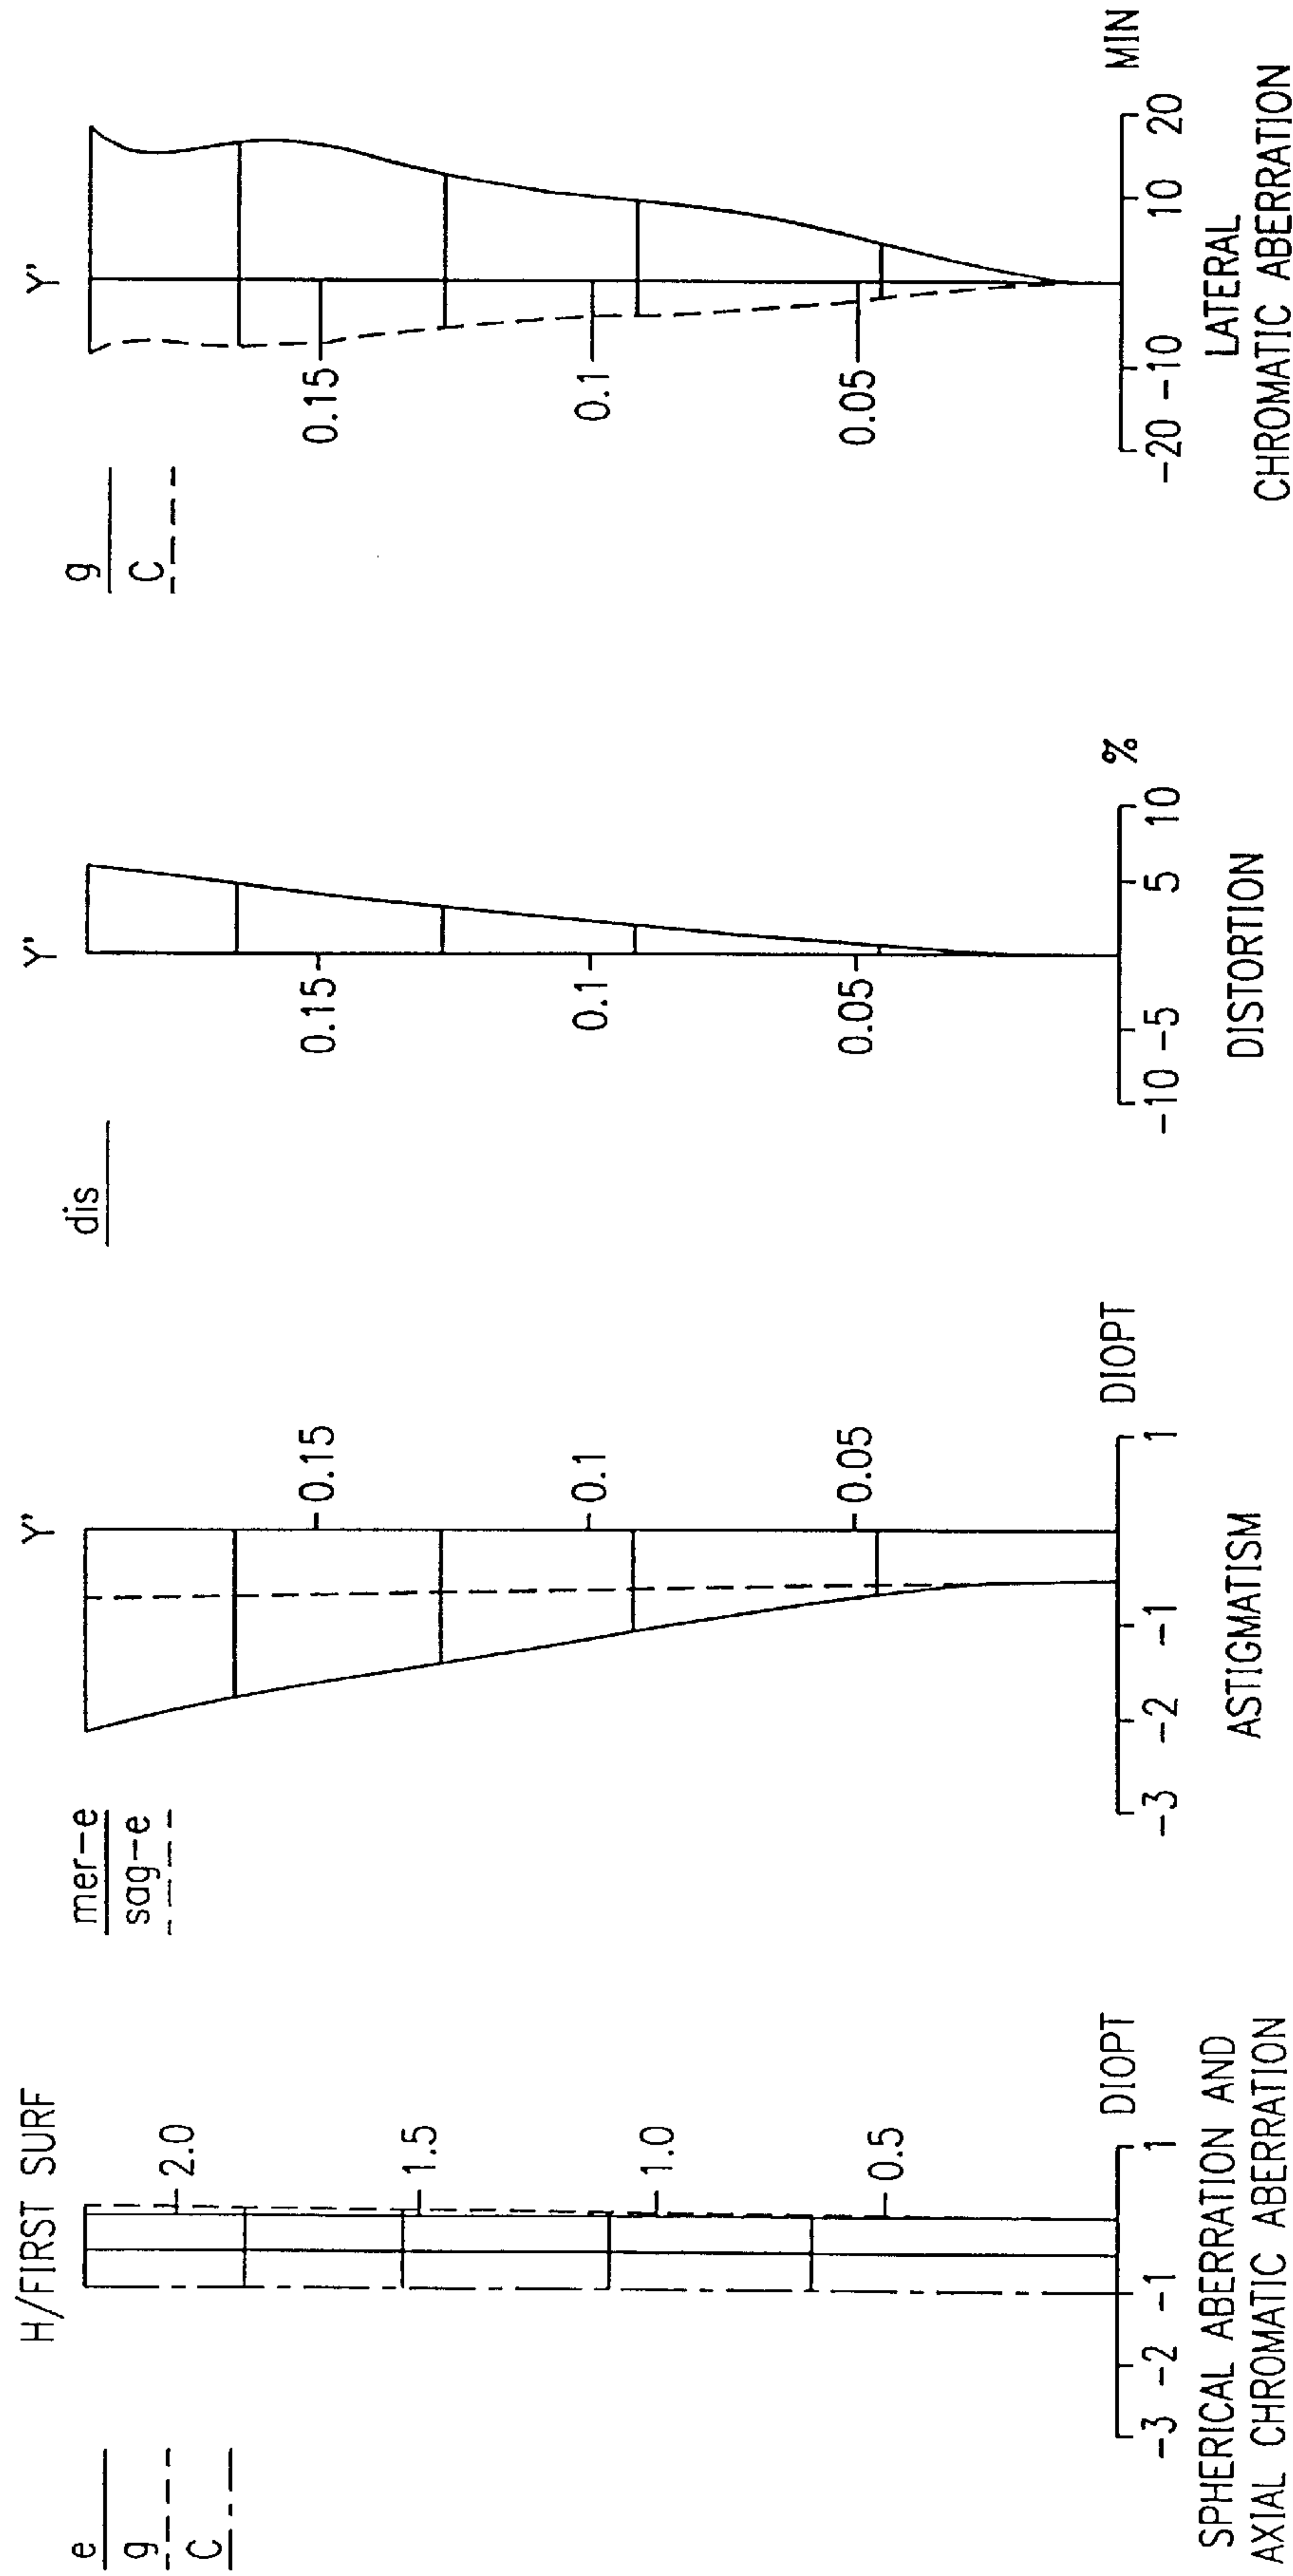 H/FIRST SURF
e
g
C
2.0
1.5
1.0
0.5
DIOPT
-3 -2 -1 1
SPHERICAL ABERRATION AND
AXIAL CHROMATIC ABERRATION
Y'
mer-e
sag-e
0.15
0.1
0.05
DIOPT
-3 -2 -1 1
ASTIGMATISM
Y'
dis
0.15
0.1
0.05
%
-10 -5 5 10
DISTORTION
Y'
g
C
0.15
0.1
0.05
MIN
-20 -10 10 20
LATERAL
CHROMATIC ABERRATION